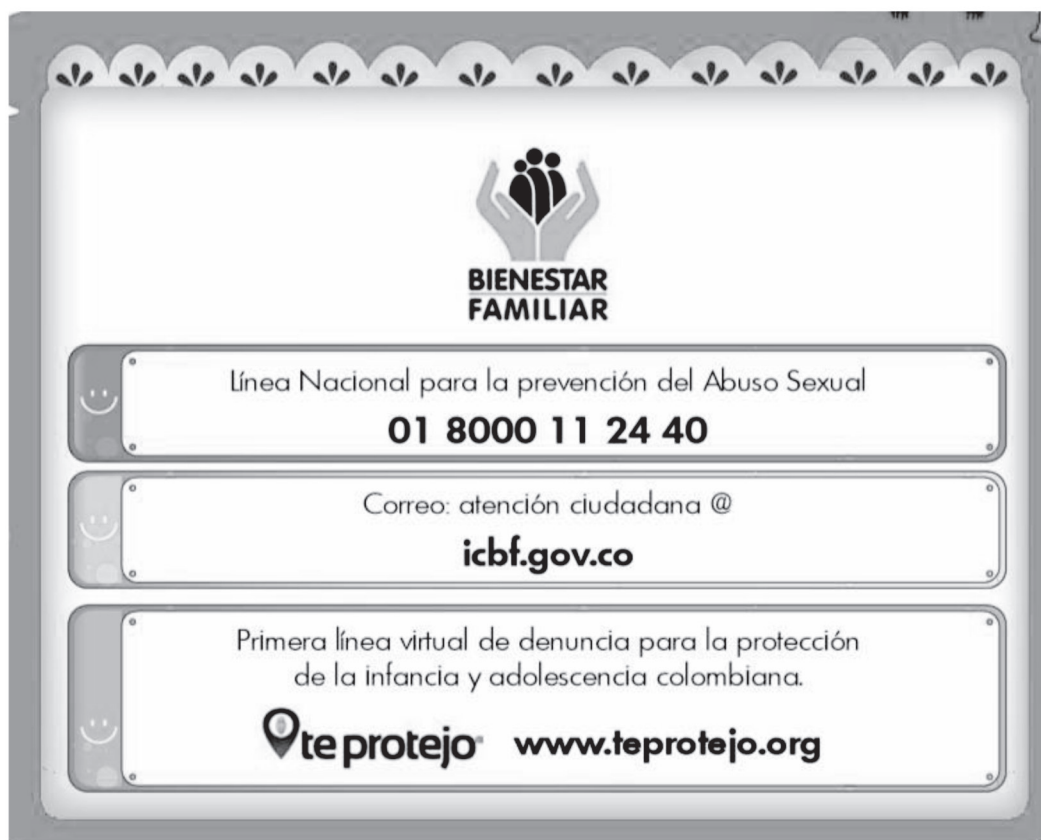 BIENESTAR
FAMILIAR
Línea Nacional para la prevención del Abuso Sexual
01 8000 11 24 40
Correo: atención ciudadana @
icbf.gov.co
Primera línea virtual de denuncia para la protección
de la infancia y adolescencia colombiana.
te protejo www.teprotejo.org